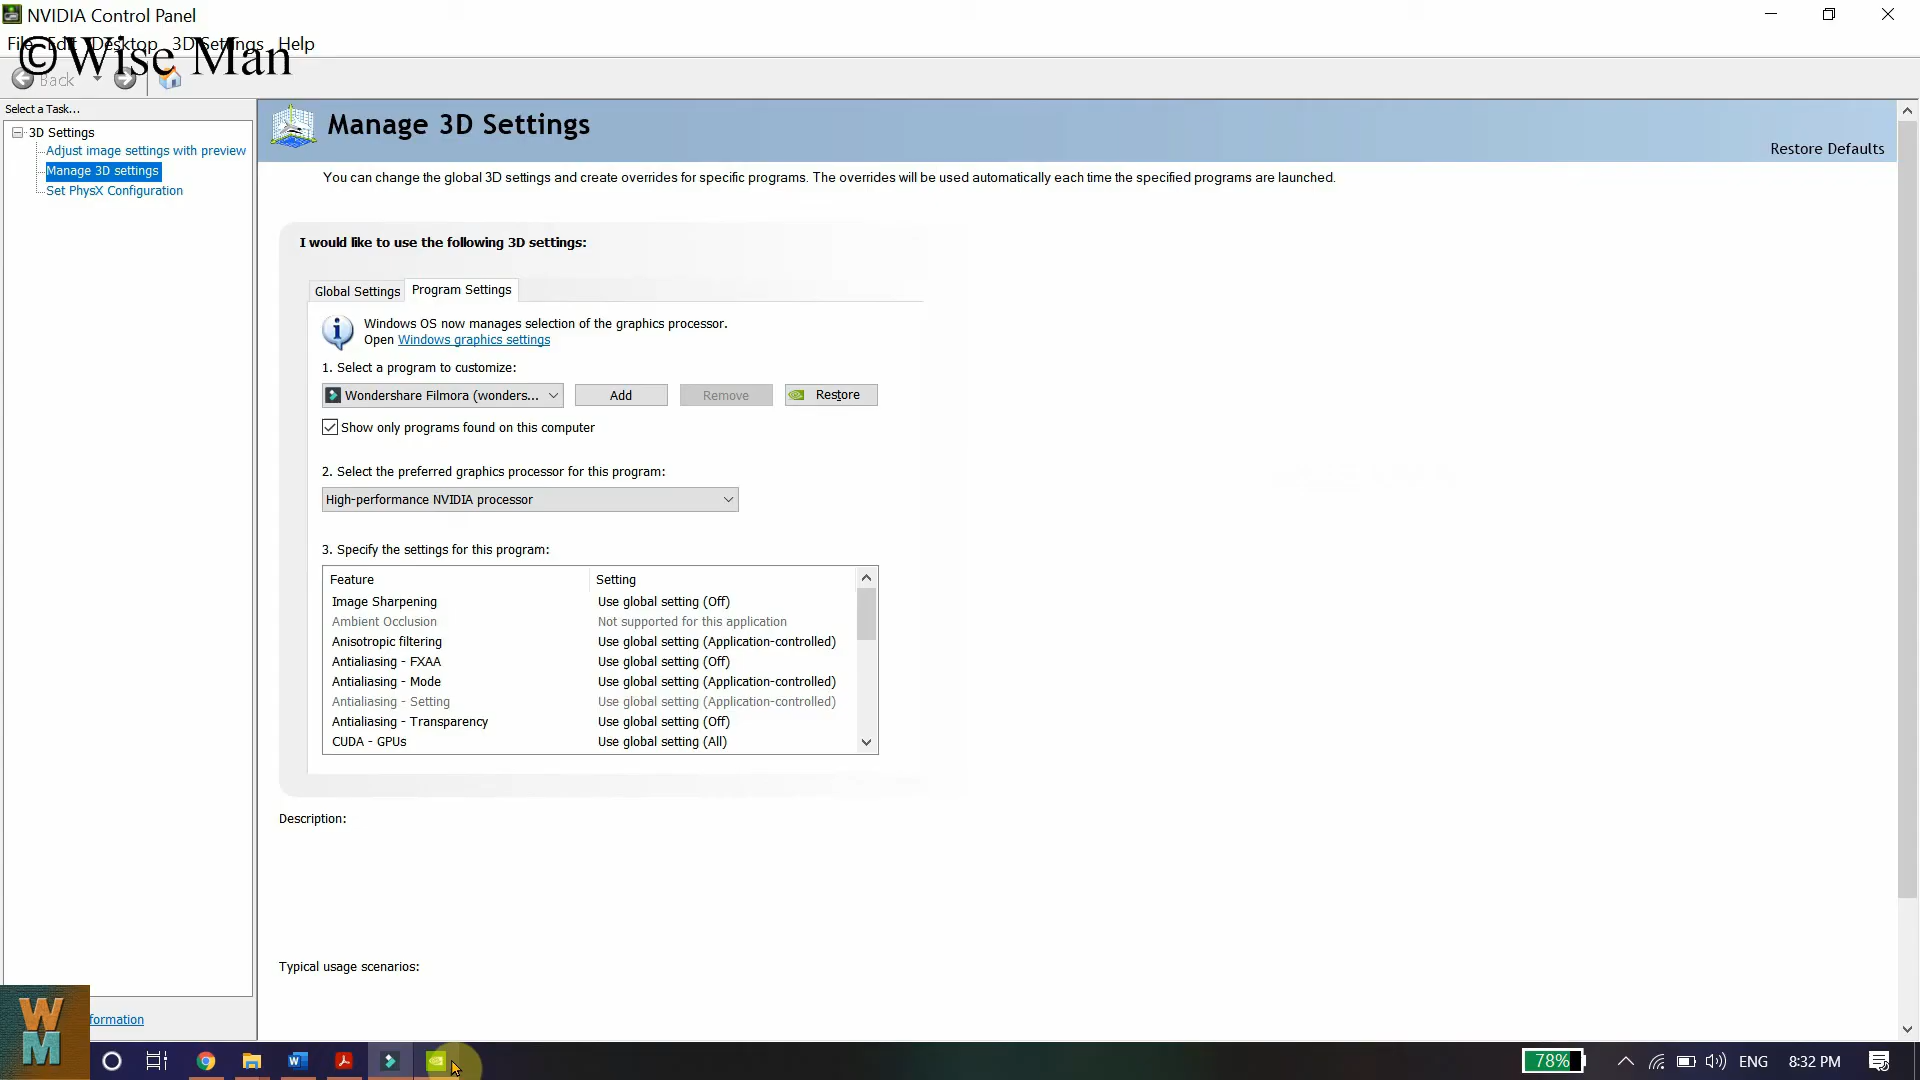 NVIDIA Control Panel
File Edit Desktop 3D Settings Help
©Wise Man
Back
Select a Task...
3D Settings
Adjust image settings with preview
Manage 3D settings
Set PhysX Configuration
Manage 3D Settings
Restore Defaults
You can change the global 3D settings and create overrides for specific programs. The overrides will be used automatically each time the specified programs are launched.
I would like to use the following 3D settings:
Global Settings
Program Settings
Windows OS now manages selection of the graphics processor.
Open Windows graphics settings
1. Select a program to customize:
Wondershare Filmora (wonders...
Add
Remove
Restore
Show only programs found on this computer
2. Select the preferred graphics processor for this program:
High-performance NVIDIA processor
3. Specify the settings for this program:
Feature Setting
Image Sharpening Use global setting (Off)
Ambient Occlusion Not supported for this application
Anisotropic filtering Use global setting (Application-controlled)
Antialiasing - FXAA Use global setting (Off)
Antialiasing - Mode Use global setting (Application-controlled)
Antialiasing - Setting Use global setting (Application-controlled)
Antialiasing - Transparency Use global setting (Off)
CUDA - GPUs Use global setting (All)
Description:
Typical usage scenarios:
formation
WM
78%
ENG
8:32 PM